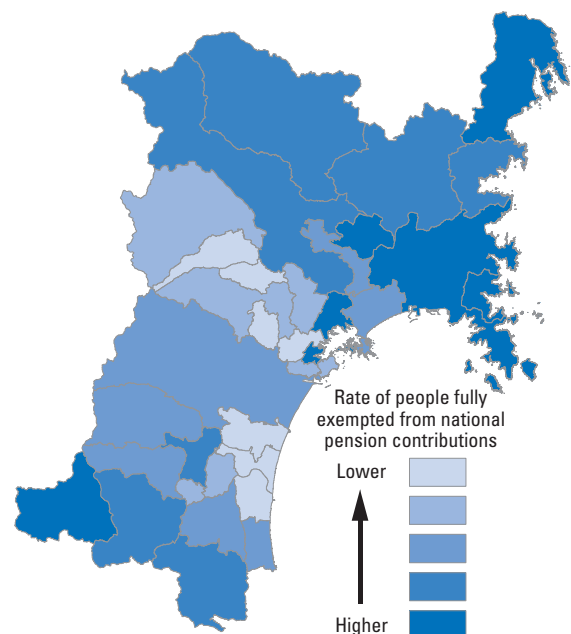 Rate of people fully
exempted from national
pension contributions
Lower
Higher